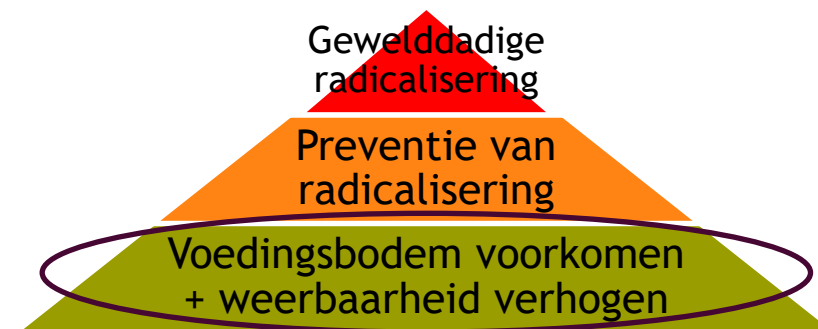 Gewelddadige
radicalisering
Preventie van
radicalisering
Voedingsbodem voorkomen
+ weerbaarheid verhogen